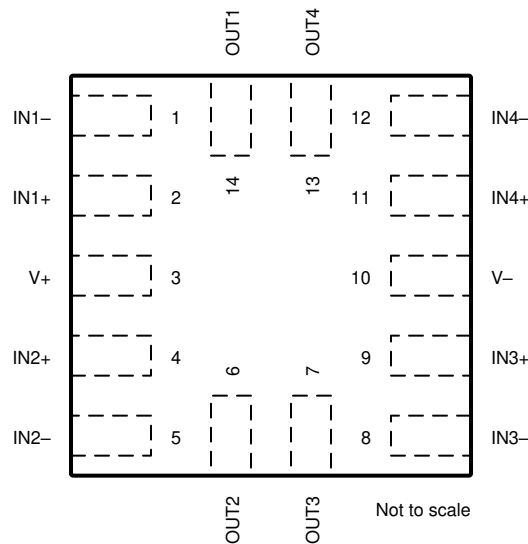 OUT1 OUT4
IN1– 1 12 IN4–
14 13
IN1+ 2 11 IN4+
V+ 3 10 V–
IN2+ 4 9 IN3+
6 7
IN2– 5 8 IN3–
OUT2 OUT3
Not to scale